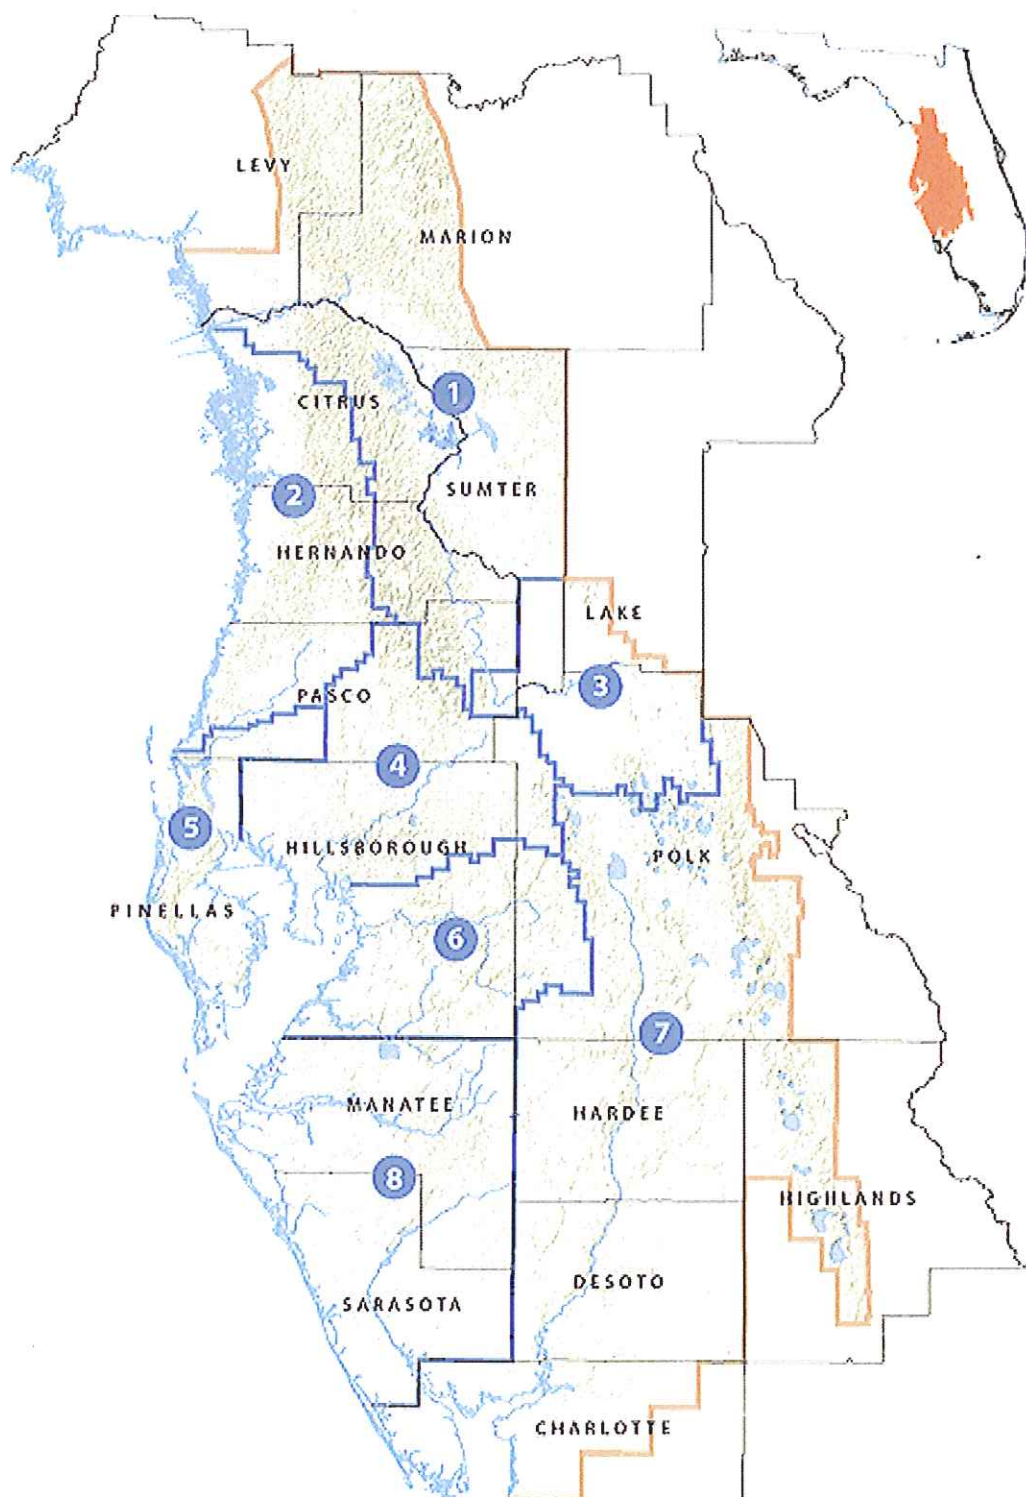 LEVY
MARION
1
CITRUS
2
SUMTER
HERNANDO
LAKE
3
PASCO
4
5
HILLSBOROUGH
POLK
PINELLAS
6
7
MANATEE
HARDEE
8
HIGHLANDS
DESOTO
SARASOTA
CHARLOTTE